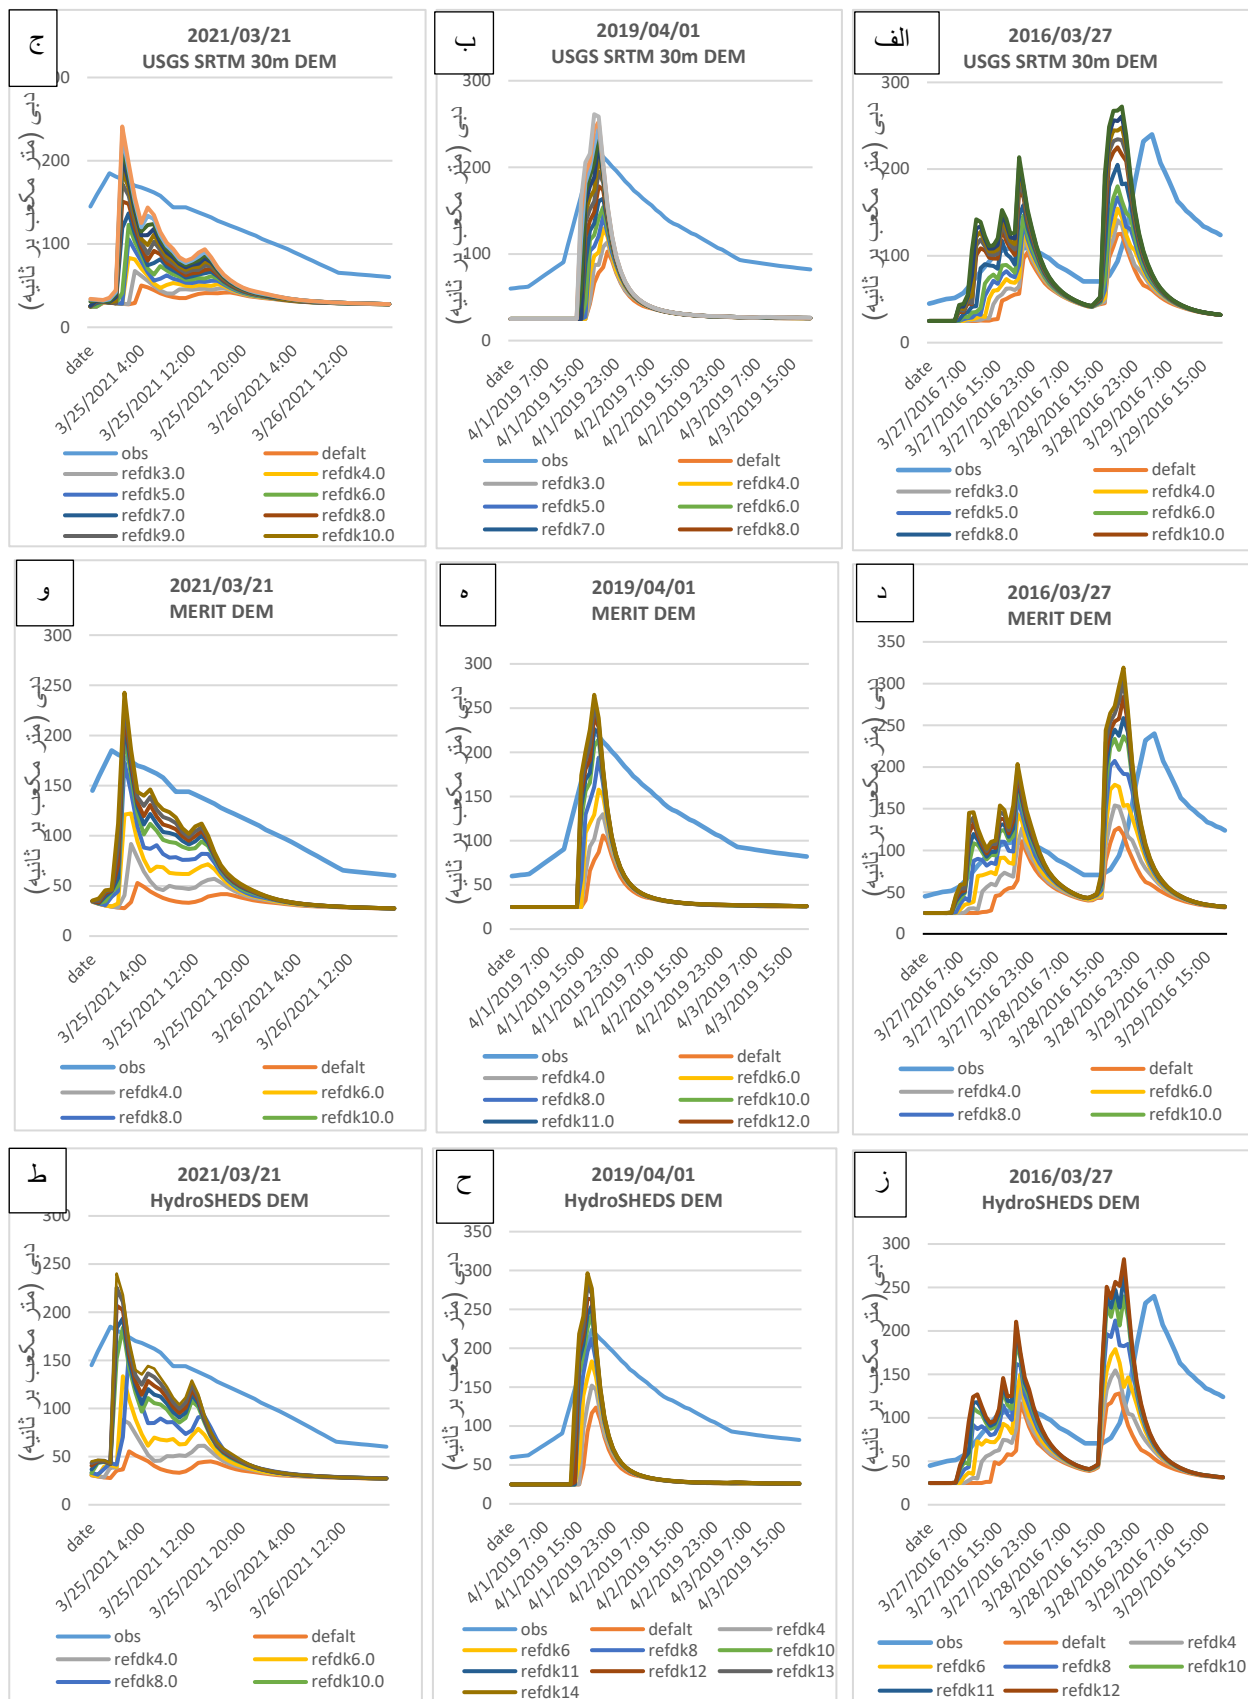 ج
2021/03/21
USGS SRTM 30m DEM
دبی (متر مکعب بر ثانیه)
300
200
100
0
date
3/25/2021 4:00
3/25/2021 12:00
3/25/2021 20:00
3/26/2021 4:00
3/26/2021 12:00
obs
defalt
refdk3.0
refdk4.0
refdk5.0
refdk6.0
refdk7.0
refdk8.0
refdk9.0
refdk10.0
ب
2019/04/01
USGS SRTM 30m DEM
دبی (متر مکعب بر ثانیه)
300
200
100
0
date
4/1/2019 7:00
4/1/2019 15:00
4/1/2019 23:00
4/2/2019 7:00
4/2/2019 15:00
4/2/2019 23:00
4/3/2019 7:00
4/3/2019 15:00
obs
defalt
refdk3.0
refdk4.0
refdk5.0
refdk6.0
refdk7.0
refdk8.0
الف
2016/03/27
USGS SRTM 30m DEM
دبی (متر مکعب بر ثانیه)
300
200
100
0
date
3/27/2016 7:00
3/27/2016 15:00
3/27/2016 23:00
3/28/2016 7:00
3/28/2016 15:00
3/28/2016 23:00
3/29/2016 7:00
3/29/2016 15:00
obs
defalt
refdk3.0
refdk4.0
refdk5.0
refdk6.0
refdk8.0
refdk10.0
و
2021/03/21
MERIT DEM
دبی (متر مکعب بر ثانیه)
300
250
200
150
100
50
0
date
3/25/2021 4:00
3/25/2021 12:00
3/25/2021 20:00
3/26/2021 4:00
3/26/2021 12:00
obs
defalt
refdk4.0
refdk6.0
refdk8.0
refdk10.0
ه
2019/04/01
MERIT DEM
دبی (متر مکعب بر ثانیه)
300
250
200
150
100
50
0
date
4/1/2019 7:00
4/1/2019 15:00
4/1/2019 23:00
4/2/2019 7:00
4/2/2019 15:00
4/2/2019 23:00
4/3/2019 7:00
4/3/2019 15:00
obs
defalt
refdk4.0
refdk6.0
refdk8.0
refdk10.0
refdk11.0
refdk12.0
د
2016/03/27
MERIT DEM
دبی (متر مکعب بر ثانیه)
350
300
250
200
150
100
50
0
date
3/27/2016 7:00
3/27/2016 15:00
3/27/2016 23:00
3/28/2016 7:00
3/28/2016 15:00
3/28/2016 23:00
3/29/2016 7:00
3/29/2016 15:00
obs
defalt
refdk4.0
refdk6.0
refdk8.0
refdk10.0
ط
2021/03/21
HydroSHEDS DEM
دبی (متر مکعب بر ثانیه)
300
250
200
150
100
50
0
date
3/25/2021 4:00
3/25/2021 12:00
3/25/2021 20:00
3/26/2021 4:00
3/26/2021 12:00
obs
defalt
refdk4.0
refdk6.0
refdk8.0
refdk10.0
ح
2019/04/01
HydroSHEDS DEM
دبی (متر مکعب بر ثانیه)
350
300
250
200
150
100
50
0
date
4/1/2019 7:00
4/1/2019 15:00
4/1/2019 23:00
4/2/2019 7:00
4/2/2019 15:00
4/2/2019 23:00
4/3/2019 7:00
4/3/2019 15:00
obs
defalt
refdk4
refdk6
refdk8
refdk10
refdk11
refdk12
refdk13
refdk14
ز
2016/03/27
HydroSHEDS DEM
دبی (متر مکعب بر ثانیه)
300
250
200
150
100
50
0
date
3/27/2016 7:00
3/27/2016 15:00
3/27/2016 23:00
3/28/2016 7:00
3/28/2016 15:00
3/28/2016 23:00
3/29/2016 7:00
3/29/2016 15:00
obs
defalt
refdk4
refdk6
refdk8
refdk10
refdk11
refdk12